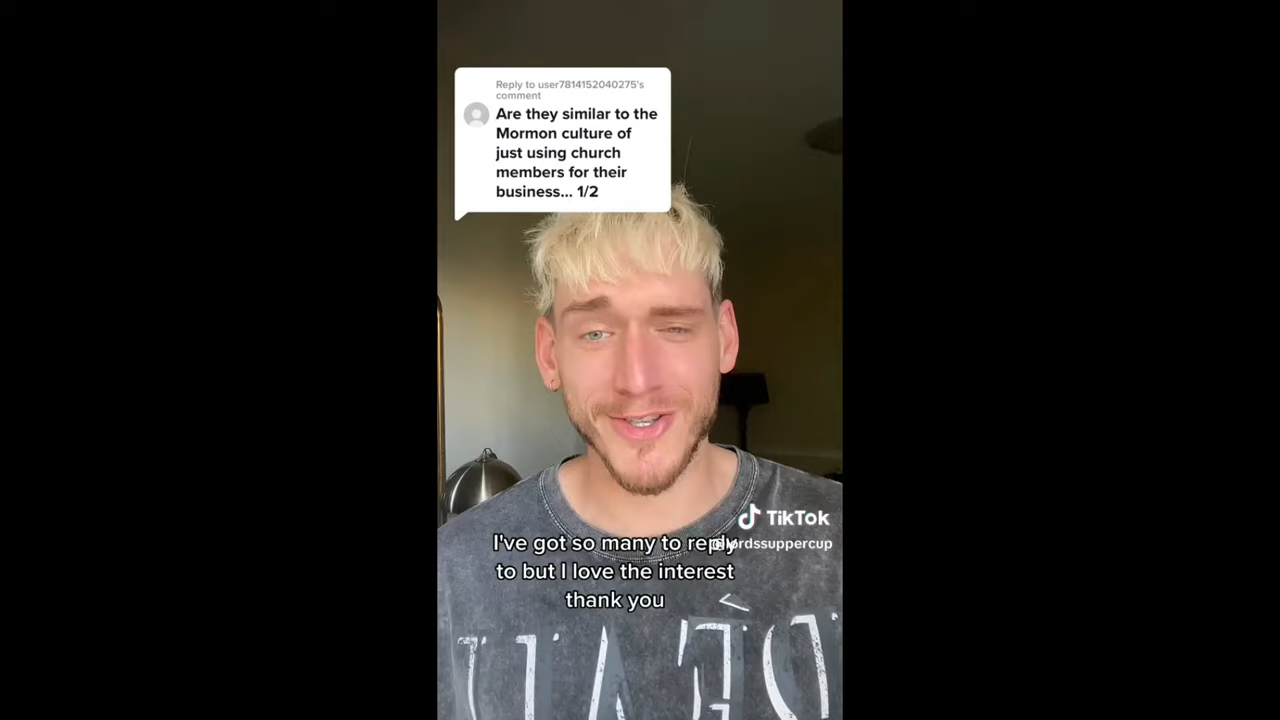 Reply to user7814152040275's
comment
Are they similar to the
Mormon culture of
just using church
members for their
business... 1/2
TikTok
I've got so many to reply
lordssuppercup
to but I love the interest
thank you